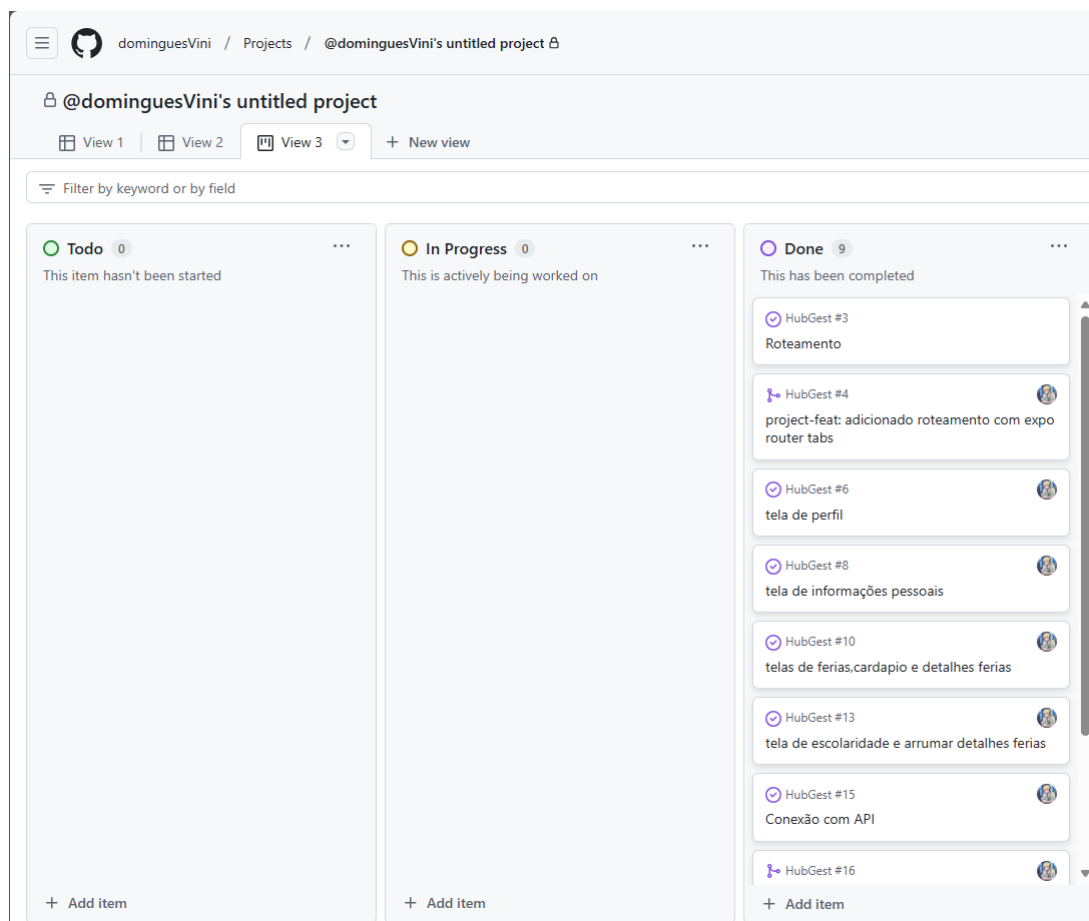 domingues​Vini / Projects / @dominguesVini's untitled project
@dominguesVini's untitled project
View 1
View 2
View 3
New view
Filter by keyword or by field
Todo 0
This item hasn't been started
In Progress 0
This is actively being worked on
Done 9
This has been completed
HubGest #3
Roteamento
HubGest #4
project-feat: adicionado roteamento com expo
router tabs
HubGest #6
tela de perfil
HubGest #8
tela de informações pessoais
HubGest #10
telas de ferias,cardapio e detalhes ferias
HubGest #13
tela de escolaridade e arrumar detalhes ferias
HubGest #15
Conexão com API
HubGest #16
Add item
Add item
Add item